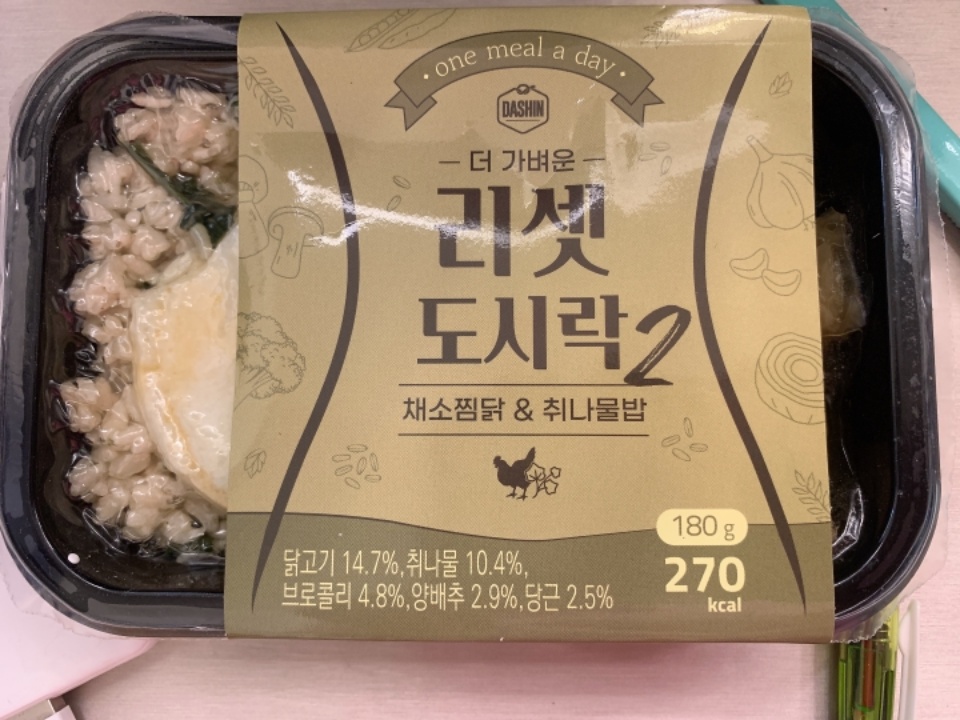 · one meal a day ·
DASHIN
— 더 가벼운 —
리셋
도시락2
채소찜닭 & 취나물밥
180 g
270
kcal
닭고기 14.7%,취나물 10.4%,
브로콜리 4.8%,양배추 2.9%,당근 2.5%